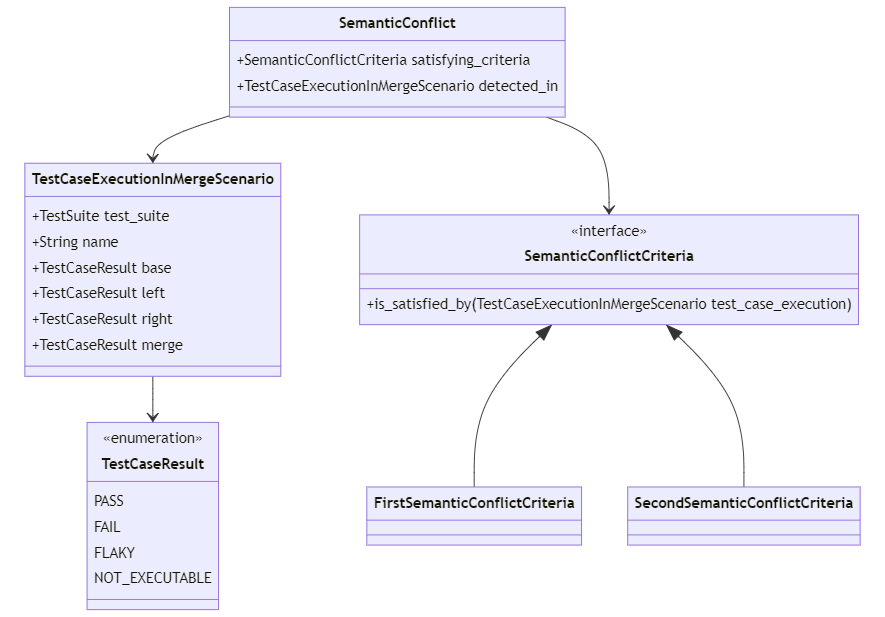 SemanticConflict
+SemanticConflictCriteria satisfying_criteria
+TestCaseExecutionInMergeScenario detected_in
TestCaseExecutionInMergeScenario
+TestSuite test_suite
+String name
+TestCaseResult base
+TestCaseResult left
+TestCaseResult right
+TestCaseResult merge
«interface»
SemanticConflictCriteria
+is_satisfied_by(TestCaseExecutionInMergeScenario test_case_execution)
«enumeration»
TestCaseResult
PASS
FAIL
FLAKY
NOT_EXECUTABLE
FirstSemanticConflictCriteria
SecondSemanticConflictCriteria